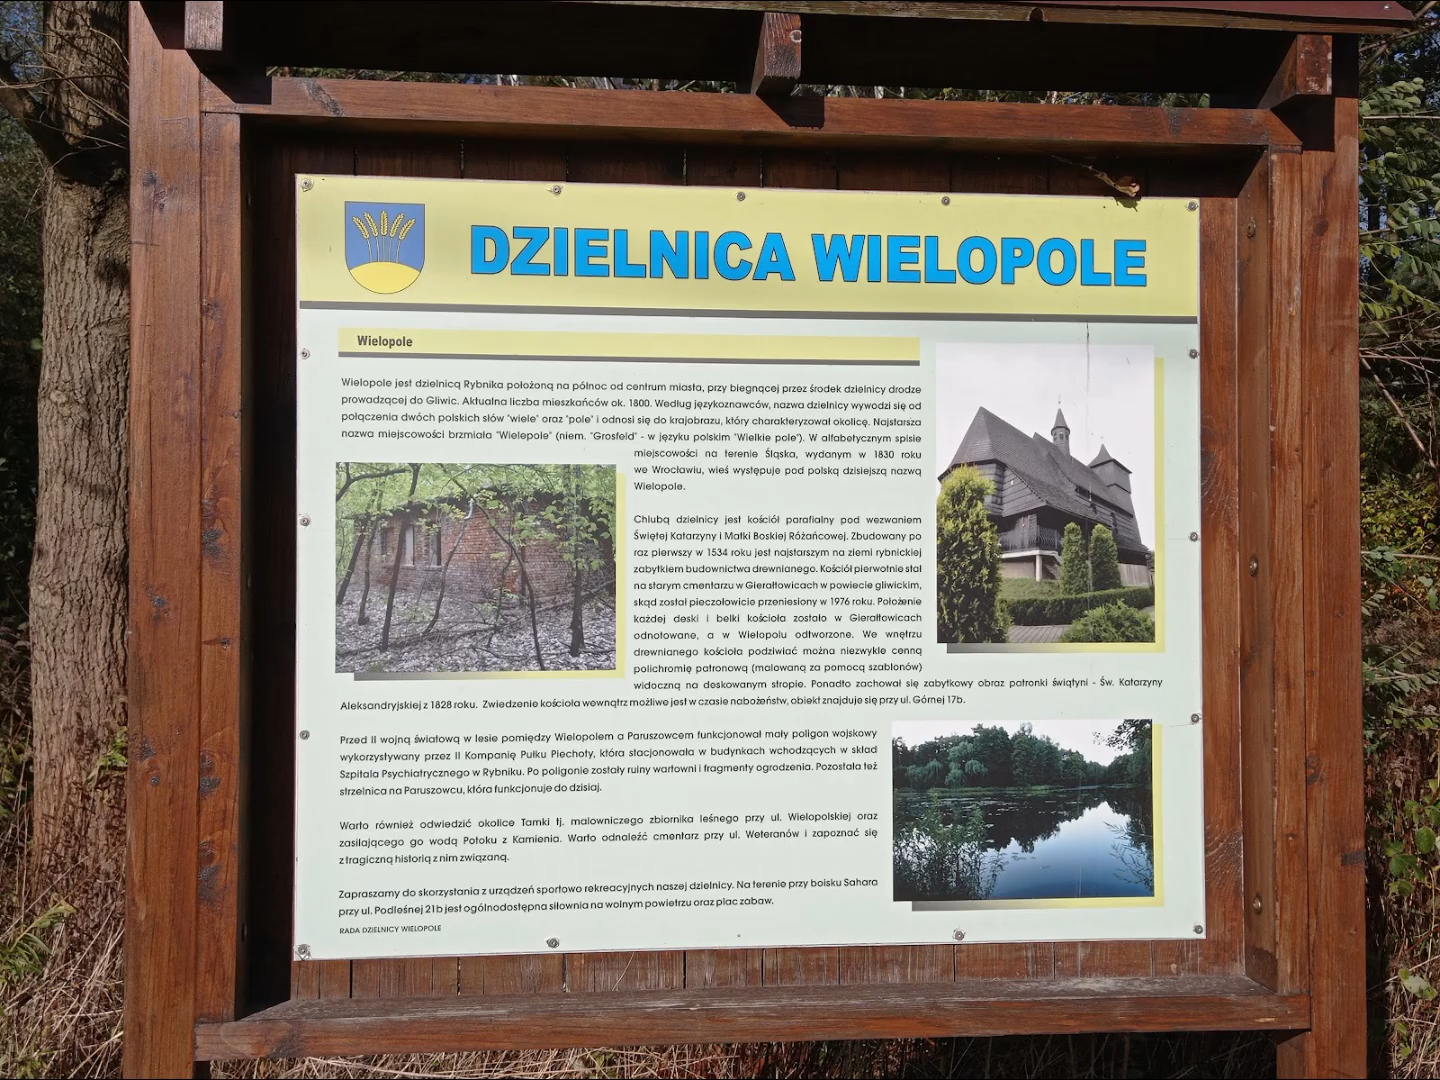 DZIELNICA WIELOPOLE
Wielopole
Wielopole jest dzielnicą Rybnika położoną na północ od centrum miasta, przy biegnącej przez środek dzielnicy drodze
prowadzącej do Gliwic. Aktualna liczba mieszkańców ok. 1800. Według językoznawców, nazwa dzielnicy wywodzi się od
połączenia dwóch polskich słów "wiele" oraz "pole" i odnosi się do krajobrazu, który charakteryzował okolicę. Najstarsza
nazwa miejscowości brzmiała "Wielepole" (niem. "Grosfeld" - w języku polskim "Wielkie pole"). W alfabetycznym spisie
miejscowości na terenie Śląska, wydanym w 1830 roku
we Wrocławiu, wieś występuje pod polską dzisiejszą nazwą
Wielopole.
Chlubą dzielnicy jest kościół parafialny pod wezwaniem
Świętej Katarzyny i Matki Boskiej Różańcowej. Zbudowany po
raz pierwszy w 1534 roku jest najstarszym na ziemi rybnickiej
zabytkiem budownictwa drewnianego. Kościół pierwotnie stał
na starym cmentarzu w Gierałtowicach w powiecie gliwickim,
skąd został pieczołowicie przeniesiony w 1976 roku. Położenie
każdej deski i belki kościoła zostało w Gierałtowicach
odnotowane, a w Wielopolu odtworzone. We wnętrzu
drewnianego kościoła podziwiać można niezwykle cenną
polichromię patronową (malowaną za pomocą szablonów)
widoczną na deskowanym stropie. Ponadto zachował się zabytkowy obraz patronki świątyni - Św. Katarzyny
Aleksandryjskiej z 1828 roku. Zwiedzenie kościoła wewnątrz możliwe jest w czasie nabożeństw, obiekt znajduje się przy ul. Górnej 17b.
Przed II wojną światową w lesie pomiędzy Wielopolem a Paruszowcem funkcjonował mały poligon wojskowy
wykorzystywany przez II Kompanię Pułku Piechoty, która stacjonowała w budynkach wchodzących w skład
Szpitala Psychiatrycznego w Rybniku. Po poligonie zostały ruiny wartowni i fragmenty ogrodzenia. Pozostała też
strzelnica na Paruszowcu, która funkcjonuje do dzisiaj.
Warto również odwiedzić okolice Tamki tj. malowniczego zbiornika leśnego przy ul. Wielopolskiej oraz
zasilającego go wodą Potoku z Kamienia. Warto odnaleźć cmentarz przy ul. Weteranów i zapoznać się
z tragiczną historią z nim związaną.
Zapraszamy do skorzystania z urządzeń sportowo rekreacyjnych naszej dzielnicy. Na terenie przy boisku Sahara
przy ul. Podleśnej 21b jest ogólnodostępna siłownia na wolnym powietrzu oraz plac zabaw.
RADA DZIELNICY WIELOPOLE